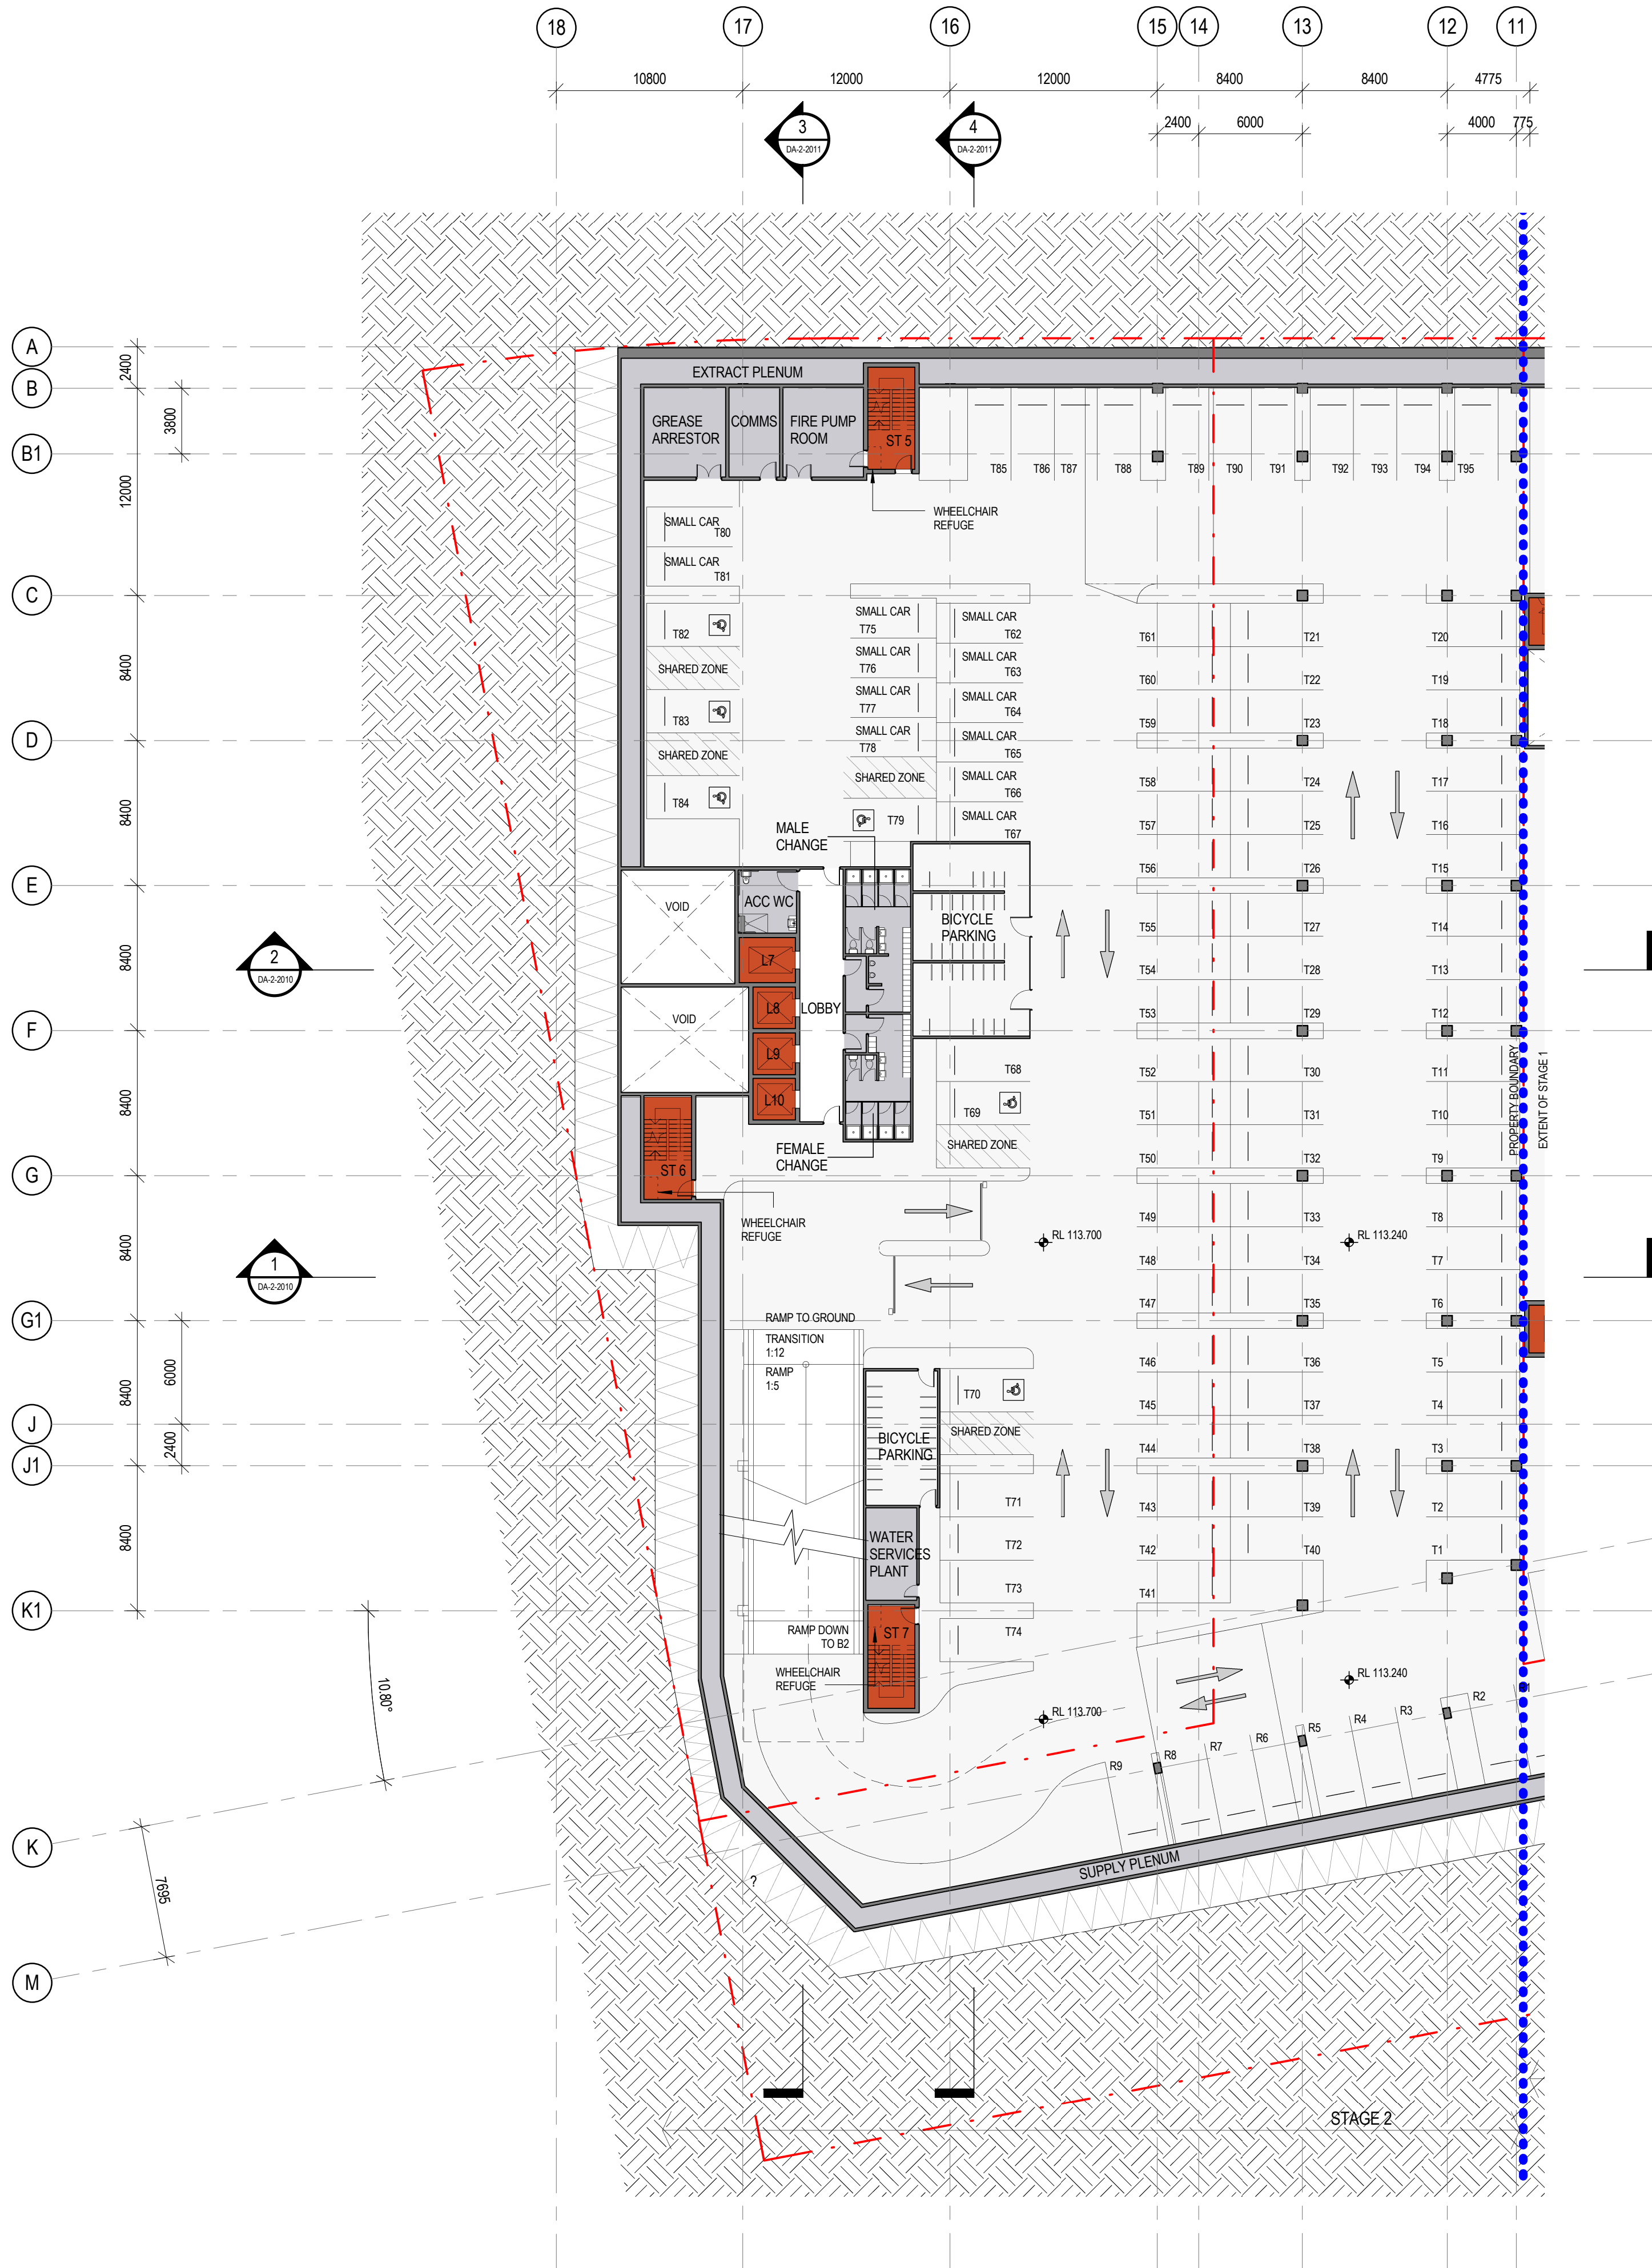 18
17
16
15
14
13
12
11
10800
12000
12000
8400
8400
4775
2400
6000
4000
775
3
DA-2-2011
4
DA-2-2011
A
B
B1
C
D
E
F
G
G1
J
J1
K1
K
M
2400
3800
12000
8400
8400
8400
8400
8400
8400
6000
2400
8400
10.80°
7695
2
DA-2-2010
1
DA-2-2010
EXTRACT PLENUM
GREASE
ARRESTOR
COMMS
FIRE PUMP
ROOM
ST 5
WHEELCHAIR
REFUGE
T85
T86
T87
T88
T89
T90
T91
T92
T93
T94
T95
SMALL CAR
T80
SMALL CAR
T81
T82
SHARED ZONE
T83
SHARED ZONE
T84
SMALL CAR
T75
SMALL CAR
T76
SMALL CAR
T77
SMALL CAR
T78
SHARED ZONE
T79
SMALL CAR
T62
SMALL CAR
T63
SMALL CAR
T64
SMALL CAR
T65
SMALL CAR
T66
SMALL CAR
T67
MALE
CHANGE
VOID
ACC WC
BICYCLE
PARKING
L7
L8
LOBBY
VOID
L9
L10
T68
T69
SHARED ZONE
FEMALE
CHANGE
ST 6
WHEELCHAIR
REFUGE
RAMP TO GROUND
TRANSITION
1:12
RAMP
1:5
T70
SHARED ZONE
BICYCLE
PARKING
T71
T72
T73
T74
WATER
SERVICES
PLANT
ST 7
RAMP DOWN
TO B2
WHEELCHAIR
REFUGE
T61
T60
T59
T58
T57
T56
T55
T54
T53
T52
T51
T50
T49
T48
T47
T46
T45
T44
T43
T42
T41
T21
T22
T23
T24
T25
T26
T27
T28
T29
T30
T31
T32
T33
T34
T35
T36
T37
T38
T39
T40
T20
T19
T18
T17
T16
T15
T14
T13
T12
T11
T10
T9
T8
T7
T6
T5
T4
T3
T2
T1
PROPERTY BOUNDARY
EXTENT OF STAGE 1
RL 113.700
RL 113.240
RL 113.240
RL 113.700
R9
R8
R7
R6
R5
R4
R3
R2
SUPPLY PLENUM
?
STAGE 2